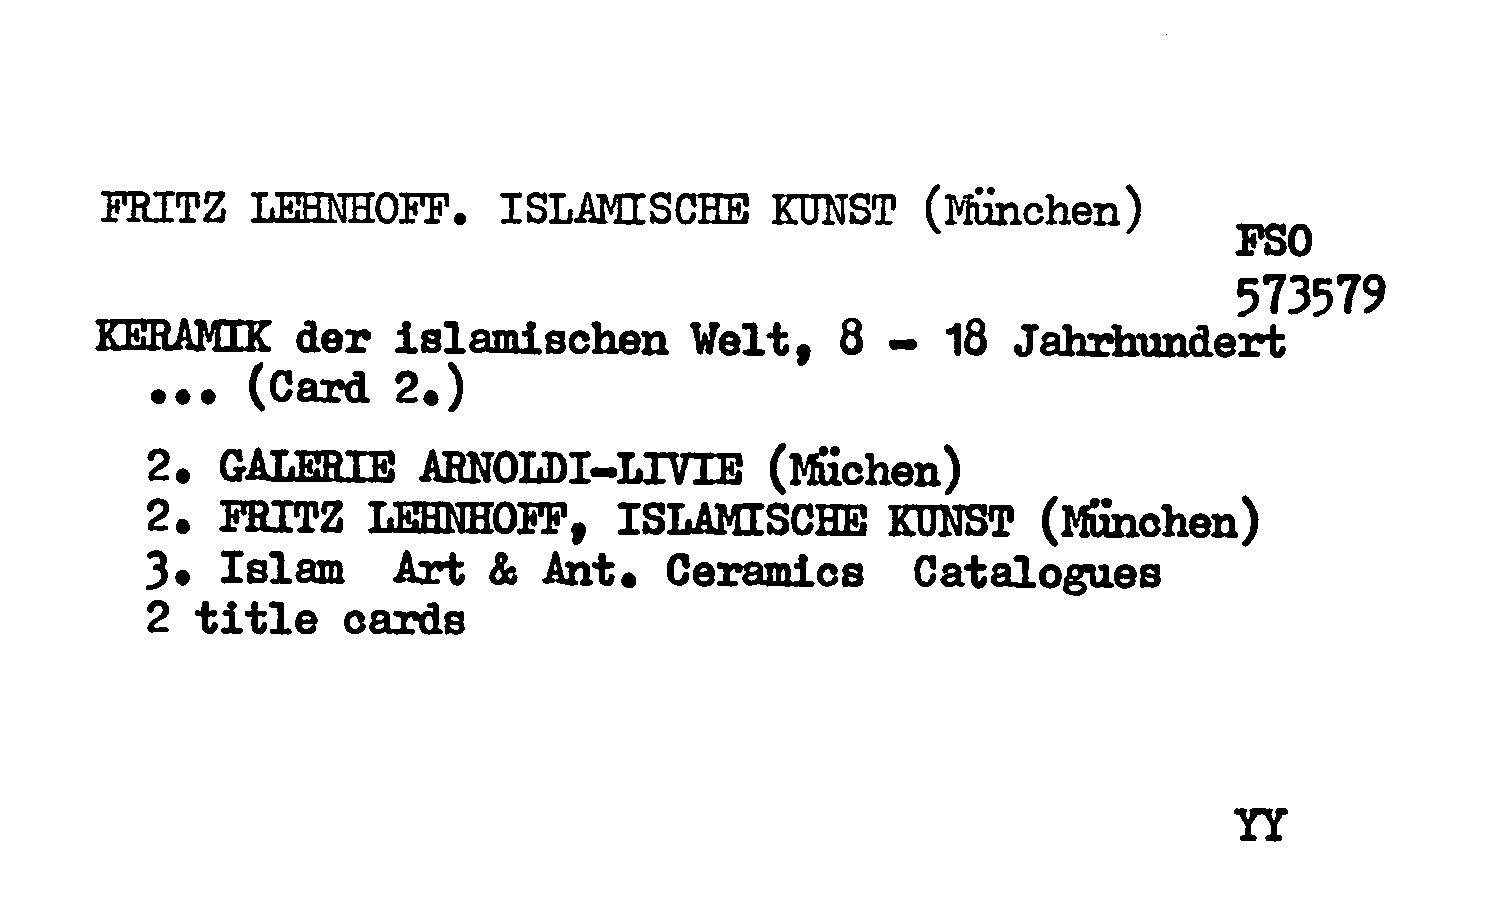 FRITZ LEHNHOFF. ISLAMISCHE KUNST (München)
FSO
573579
KERAMIK der islamischen Welt, 8 - 18 Jahrhundert
... (Card 2.)
2. GALERIE ARNOLDI-LIVIE (Müchen)
2. FRITZ LEHNHOFF, ISLAMISCHE KUNST (München)
3. Islam Art & Ant. Ceramics Catalogues
2 title cards
YY